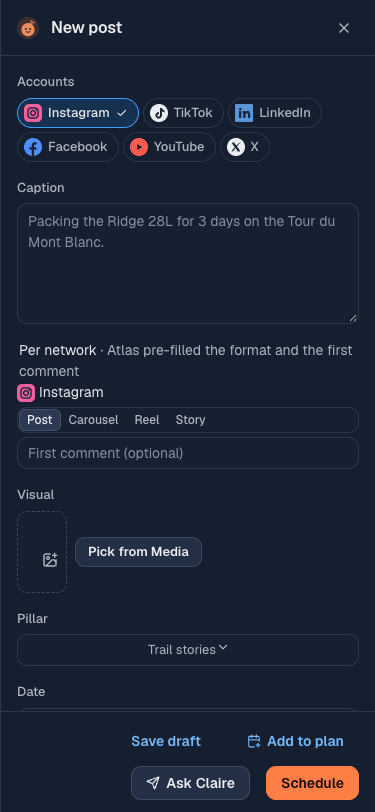 New post
Accounts
Instagram
TikTok
LinkedIn
Facebook
YouTube
X
Caption
Packing the Ridge 28L for 3 days on the Tour du
Mont Blanc.
Per network · Atlas pre-filled the format and the first
comment
Instagram
Post Carousel Reel Story
First comment (optional)
Visual
Pick from Media
Pillar
Trail stories
Date
Save draft
Add to plan
Ask Claire
Schedule